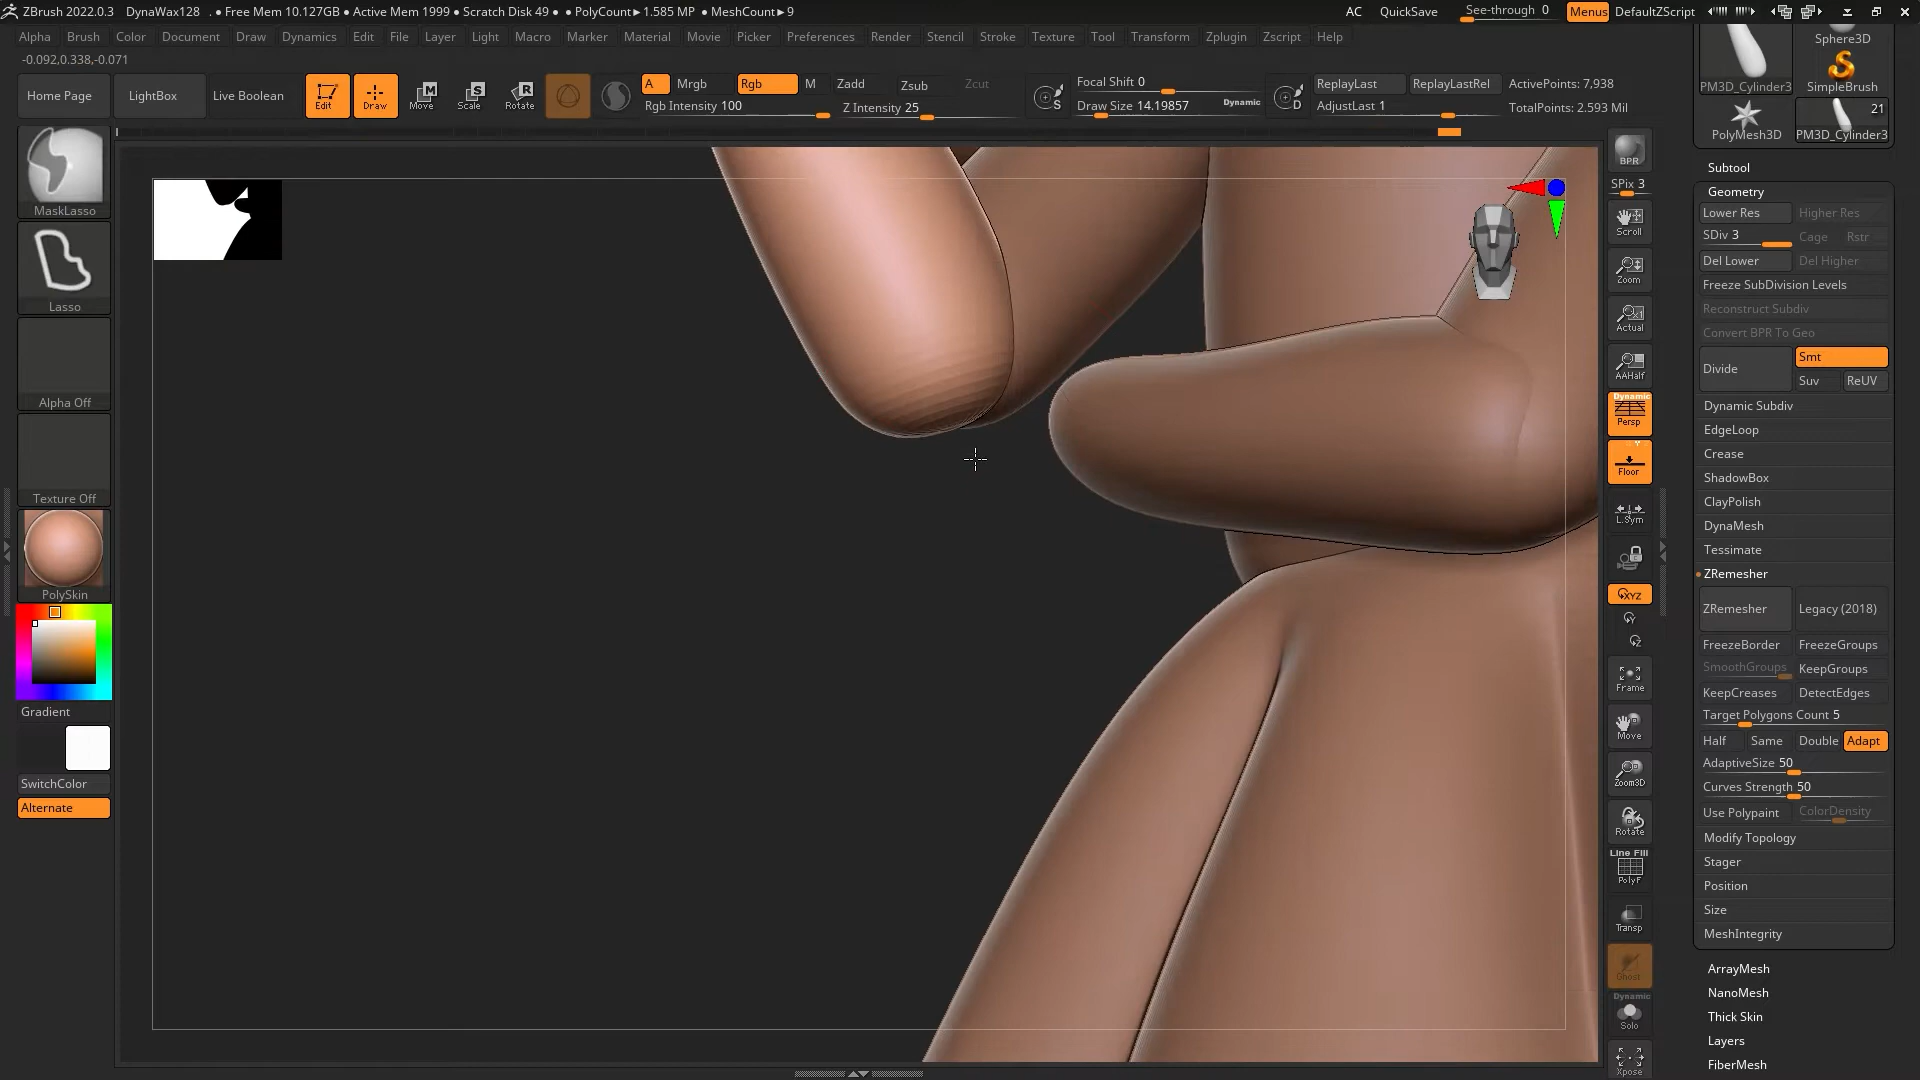 ZBrush 2022.0.3 DynaWax128 . ● Free Mem 10.127GB ● Active Mem 1999 ● Scratch Disk 49 ● ● PolyCount► 1.585 MP ● MeshCount► 9 AC QuickSave See-through 0 Menus DefaultZScript
Alpha Brush Color Document Draw Dynamics Edit File Layer Light Macro Marker Material Movie Picker Preferences Render Stencil Stroke Texture Tool Transform Zplugin Zscript Help
-0.092,0.338,-0.071
Home Page LightBox Live Boolean Edit Draw Move Scale Rotate
A Mrgb Rgb M Zadd Zsub Zcut
Rgb Intensity 100 Z Intensity 25
Focal Shift 0
Draw Size 14.19857 Dynamic
ReplayLast ReplayLastRel ActivePoints: 7,938
AdjustLast 1 TotalPoints: 2.593 Mil
MaskLasso
Lasso
Alpha Off
Texture Off
PolySkin
Gradient
SwitchColor
Alternate
BPR
SPix 3
Scroll
Zoom
Actual
AAHalf
Dynamic
Persp
Floor
L.Sym
XYZ
Y
Z
Frame
Move
Zoom3D
Rotate
Line Fill
PolyF
Transp
Ghost
Dynamic
Solo
Xpose
Sphere3D
PM3D_Cylinder3 SimpleBrush
21
PolyMesh3D PM3D_Cylinder3
Subtool
Geometry
Lower Res Higher Res
SDiv 3 Cage Rstr
Del Lower Del Higher
Freeze SubDivision Levels
Reconstruct Subdiv
Convert BPR To Geo
Divide Smt
Suv ReUV
Dynamic Subdiv
EdgeLoop
Crease
ShadowBox
ClayPolish
DynaMesh
Tessimate
ZRemesher
ZRemesher Legacy (2018)
FreezeBorder FreezeGroups
SmoothGroups KeepGroups
KeepCreases DetectEdges
Target Polygons Count 5
Half Same Double Adapt
AdaptiveSize 50
Curves Strength 50
Use Polypaint ColorDensity
Modify Topology
Stager
Position
Size
MeshIntegrity
ArrayMesh
NanoMesh
Thick Skin
Layers
FiberMesh